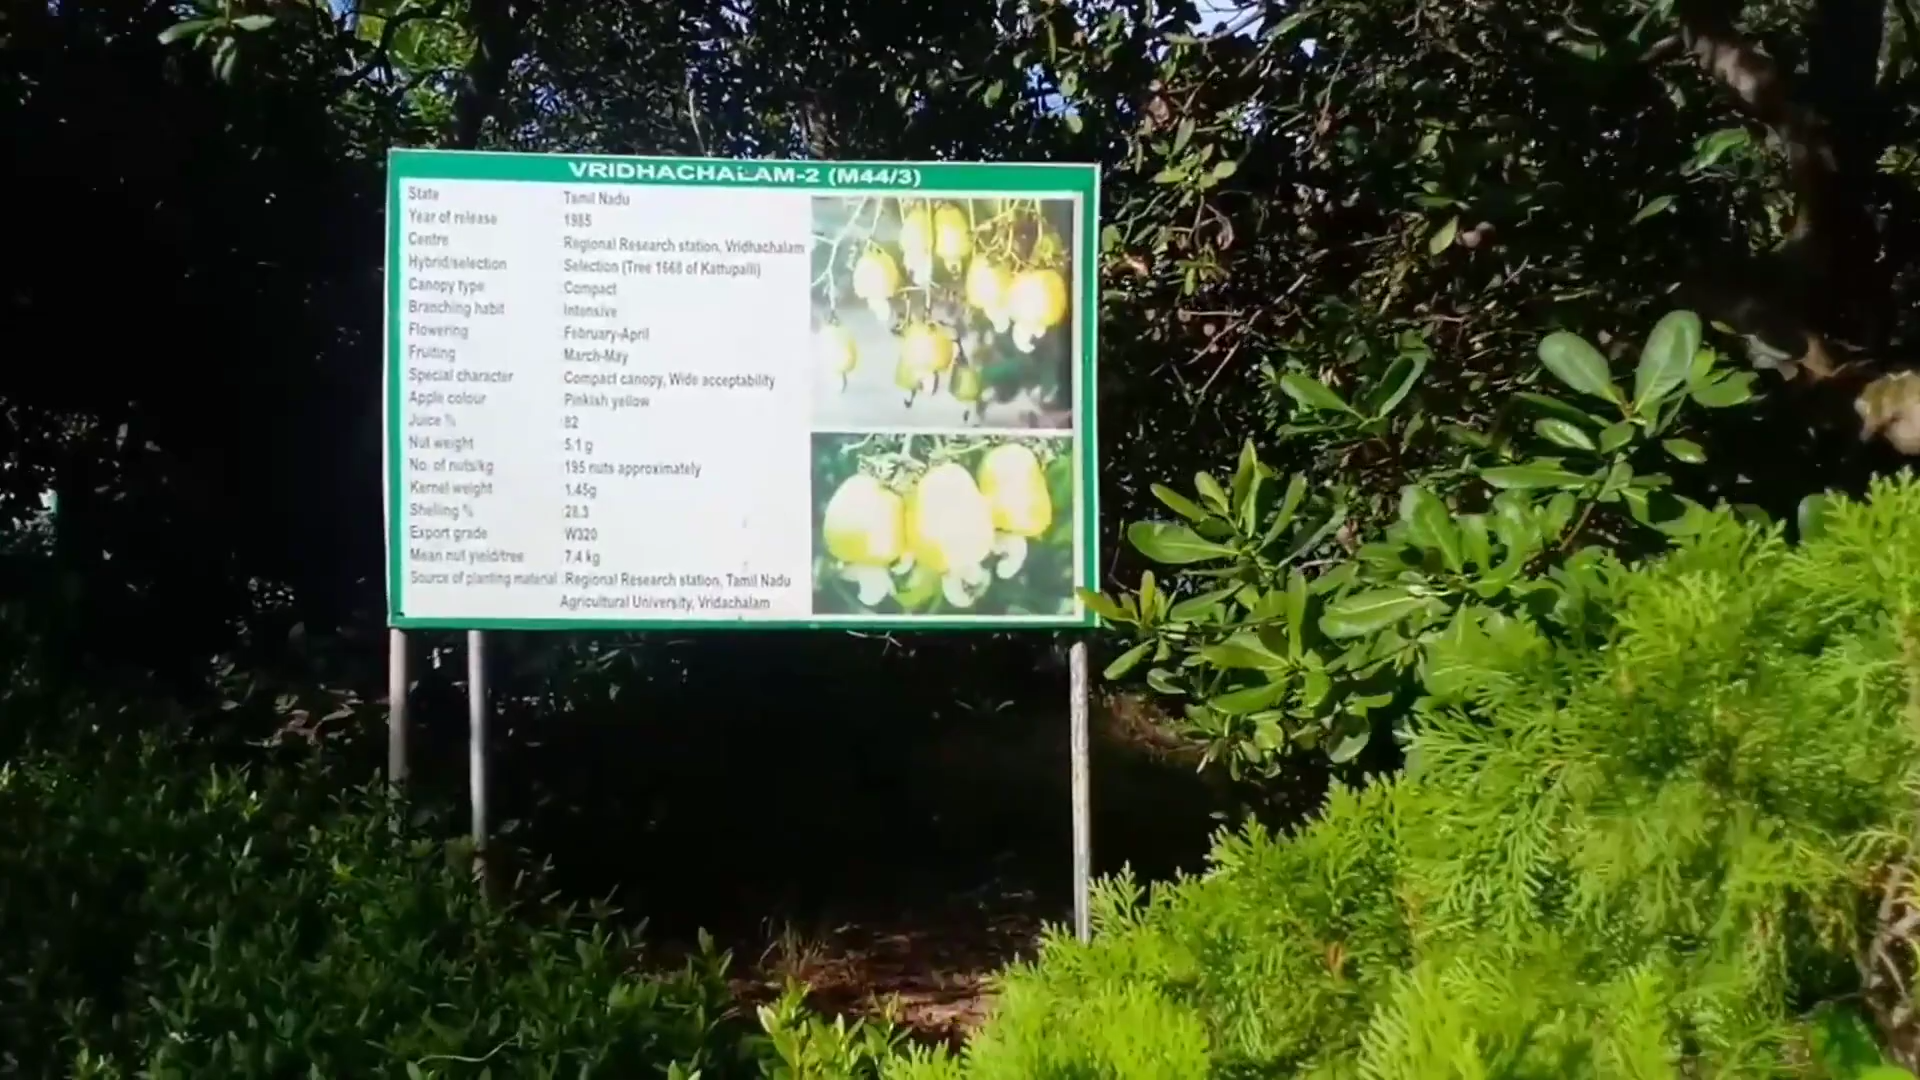 VRIDHACHALAM-2 (M44/3)
State : Tamil Nadu
Year of release : 1985
Centre : Regional Research station, Vridhachalam
Hybrid/selection : Selection (Tree 1668 of Kattupalli)
Canopy type : Compact
Branching habit : Intensive
Flowering : February-April
Fruiting : March-May
Special character : Compact canopy, Wide acceptability
Apple colour : Pinkish yellow
Juice % : 82
Nut weight : 5.1 g
No. of nuts/kg : 195 nuts approximately
Kernel weight : 1.45g
Shelling % : 28.3
Export grade : W320
Mean nut yield/tree : 7.4 kg
Source of planting material : Regional Research station, Tamil Nadu
Agricultural University, Vridachalam